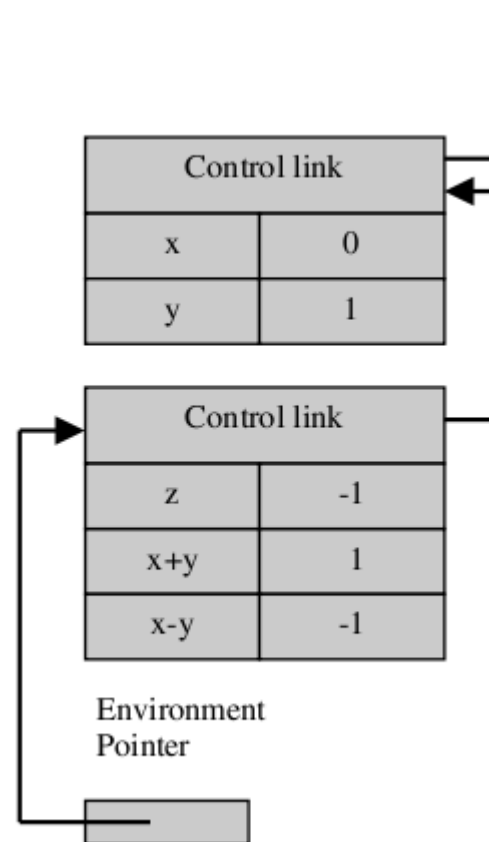 Control link
x 0
y 1
Control link
z -1
x+y 1
x-y -1
Environment
Pointer